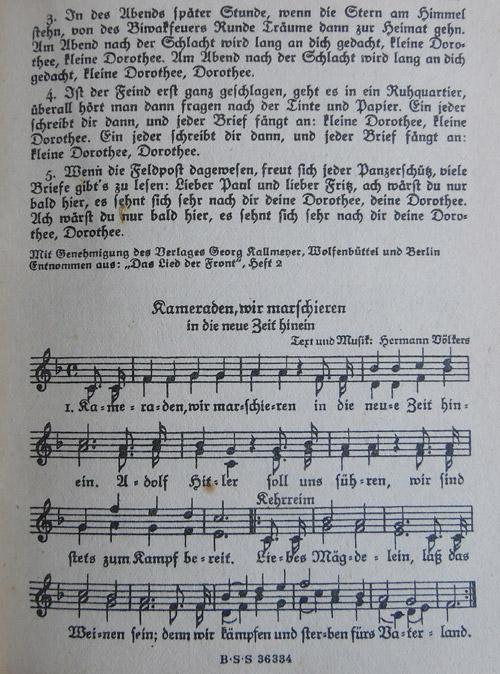 3. In des Abends später Stunde, wenn die Stern am Himmel
stehn, von des Biwakfeuers Runde Träume dann zur Heimat gehn.
Am Abend nach der Schlacht wird lang an dich gedacht, kleine Doro-
thee, kleine Dorothee. Am Abend nach der Schlacht wird lang an dich
gedacht, kleine Dorothee, Dorothee.
4. Ist der Feind erst ganz geschlagen, geht es in ein Ruhquartier,
überall hört man dann fragen nach der Tinte und Papier. Ein jeder
schreibt dir dann, und jeder Brief fängt an: kleine Dorothee, kleine
Dorothee. Ein jeder schreibt dir dann, und jeder Brief fängt an:
kleine Dorothee, Dorothee.
5. Wenn die Feldpost dagewesen, freut sich jeder Panzerschütz, viele
Briefe gibt's zu lesen: Lieber Paul und lieber Fritz, ach wärst du nur
bald hier, es sehnt sich sehr nach dir deine Dorothee, deine Dorothee.
Ach wärst du nur bald hier, es sehnt sich sehr nach dir deine Doro-
thee, Dorothee.
Mit Genehmigung des Verlages Georg Kallmeyer, Wolfenbüttel und Berlin
Entnommen aus: „Das Lied der Front", Heft 2
Kameraden, wir marschieren
in die neue Zeit hinein
Text und Musik: Hermann Völkers
1. Ka-me-ra-den, wir mar-schie-ren in die neu-e Zeit hin-
ein. A-dolf Hit-ler soll uns füh-ren, wir sind
Kehrreim
stets zum Kampf be-reit. Lie-bes Mäg-de-lein, laß das
Wei-nen sein; denn wir kämpfen und ster-ben fürs Va-ter-land.
B·S·S 36334